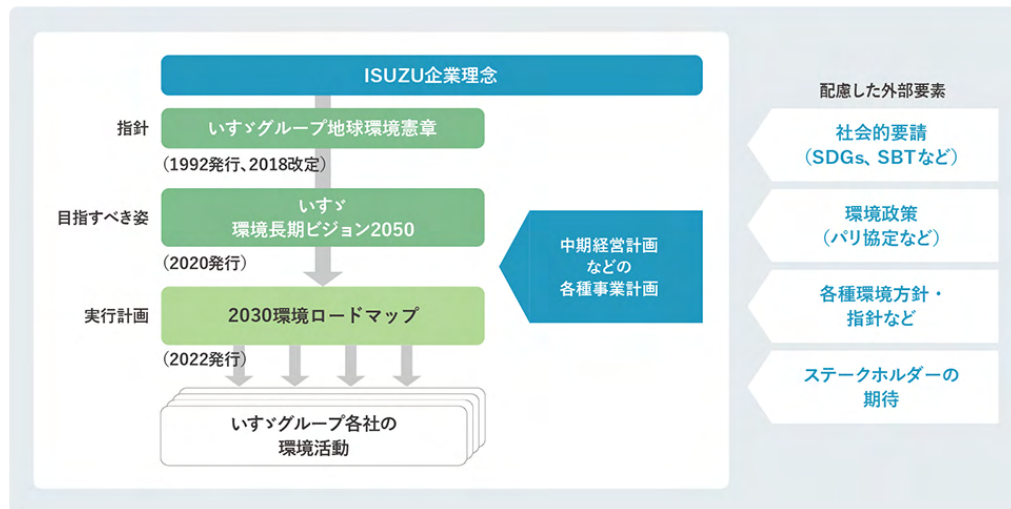 ISUZU企業理念
指針
いすゞグループ地球環境憲章
(1992発行、2018改定)
目指すべき姿
いすゞ
環境長期ビジョン2050
(2020発行)
実行計画
2030環境ロードマップ
(2022発行)
いすゞグループ各社の
環境活動
中期経営計画
などの
各種事業計画
配慮した外部要素
社会的要請
(SDGs、SBTなど)
環境政策
(パリ協定など)
各種環境方針・
指針など
ステークホルダーの
期待